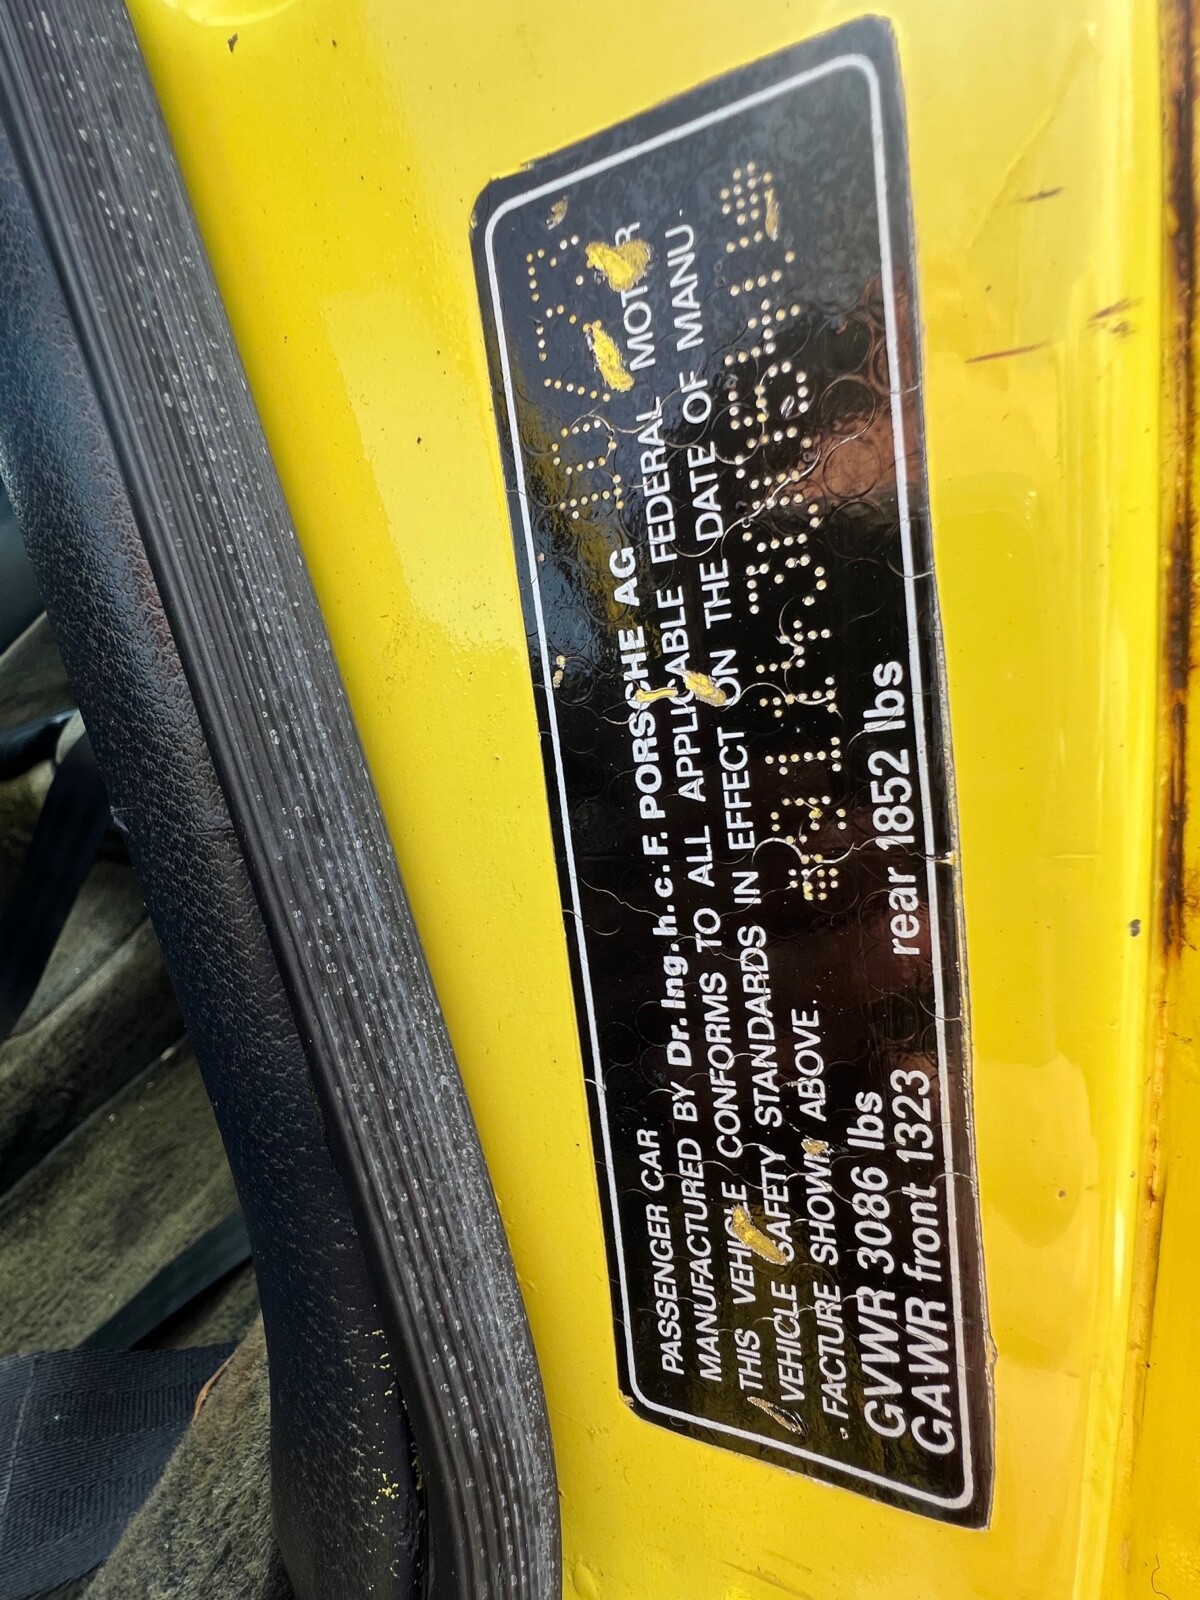 PASSENGER CAR 10/73
MANUFACTURED BY Dr. Ing. h. c. F. PORSCHE AG
THIS VEHICLE CONFORMS TO ALL APPLICABLE FEDERAL MOTOR
VEHICLE SAFETY STANDARDS IN EFFECT ON THE DATE OF MANU-
FACTURE SHOWN ABOVE.
GVWR 3086 lbs
GAWR front 1323 rear 1852 lbs